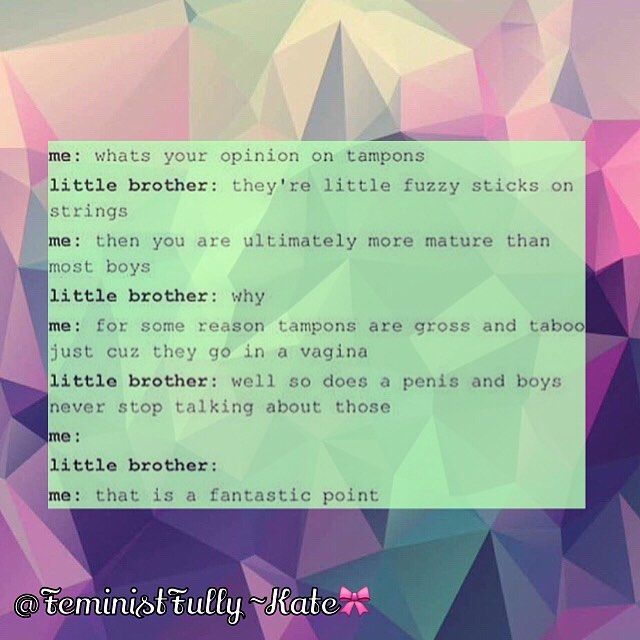 me: whats your opinion on tampons
little brother: they're little fuzzy sticks on
strings
me: then you are ultimately more mature than
most boys
little brother: why
me: for some reason tampons are gross and taboo
just cuz they go in a vagina
little brother: well so does a penis and boys
never stop talking about those
me:
little brother:
me: that is a fantastic point
@FeministFully ~Kate🎀